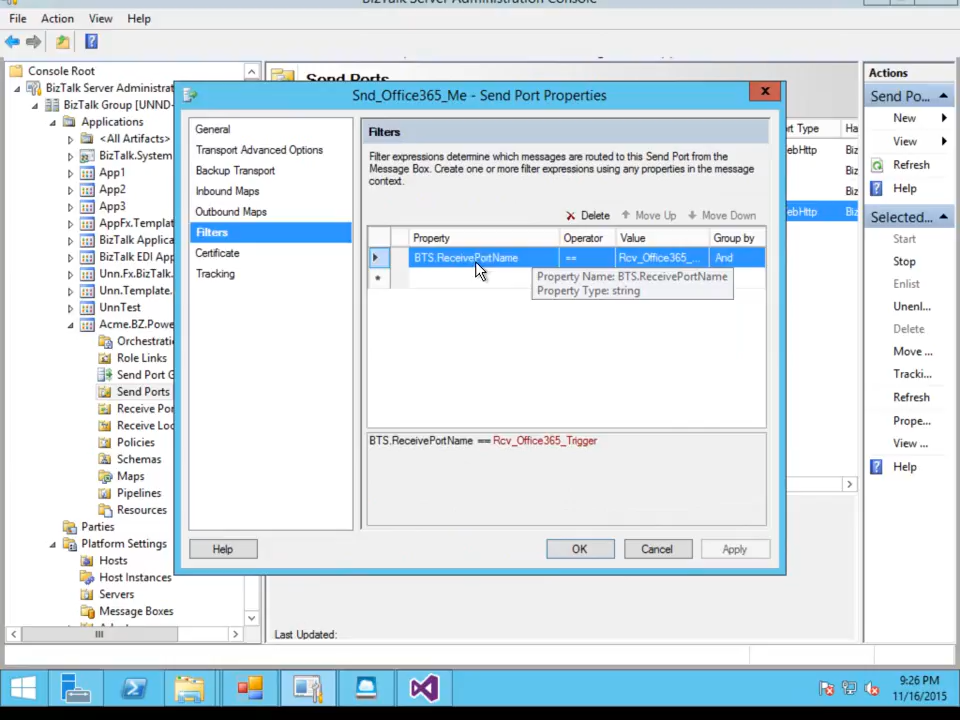 BizTalk Server Administration Console
File Action View Help
Console Root
BizTalk Server Administrat
BizTalk Group [UNND-
Applications
<All Artifacts>
BizTalk.System
App1
App2
App3
AppFx.Templat
BizTalk Applica
BizTalk EDI App
Unn.Fx.BizTalk.
Unn.Template.
UnnTest
Acme.BZ.Powe
Orchestrati
Role Links
Send Port G
Send Ports
Receive Por
Receive Loc
Policies
Schemas
Maps
Pipelines
Resources
Parties
Platform Settings
Hosts
Host Instances
Servers
Message Boxes
Send Ports
rt Type Ha
ebHttp Biz
Biz
ebHttp Biz
Last Updated:
Snd_Office365_Me - Send Port Properties
General
Transport Advanced Options
Backup Transport
Inbound Maps
Outbound Maps
Filters
Certificate
Tracking
Filters
Filter expressions determine which messages are routed to this Send Port from the
Message Box. Create one or more filter expressions using any properties in the message
context.
Delete Move Up Move Down
Property Operator Value Group by
BTS.ReceivePortName == Rcv_Office365_... And
Property Name: BTS.ReceivePortName
Property Type: string
BTS.ReceivePortName == Rcv_Office365_Trigger
Help OK Cancel Apply
Actions
Send Po...
New
View
Refresh
Help
Selected...
Start
Stop
Enlist
Unenl...
Delete
Move ...
Tracki...
Refresh
Prope...
View ...
Help
9:26 PM
11/16/2015